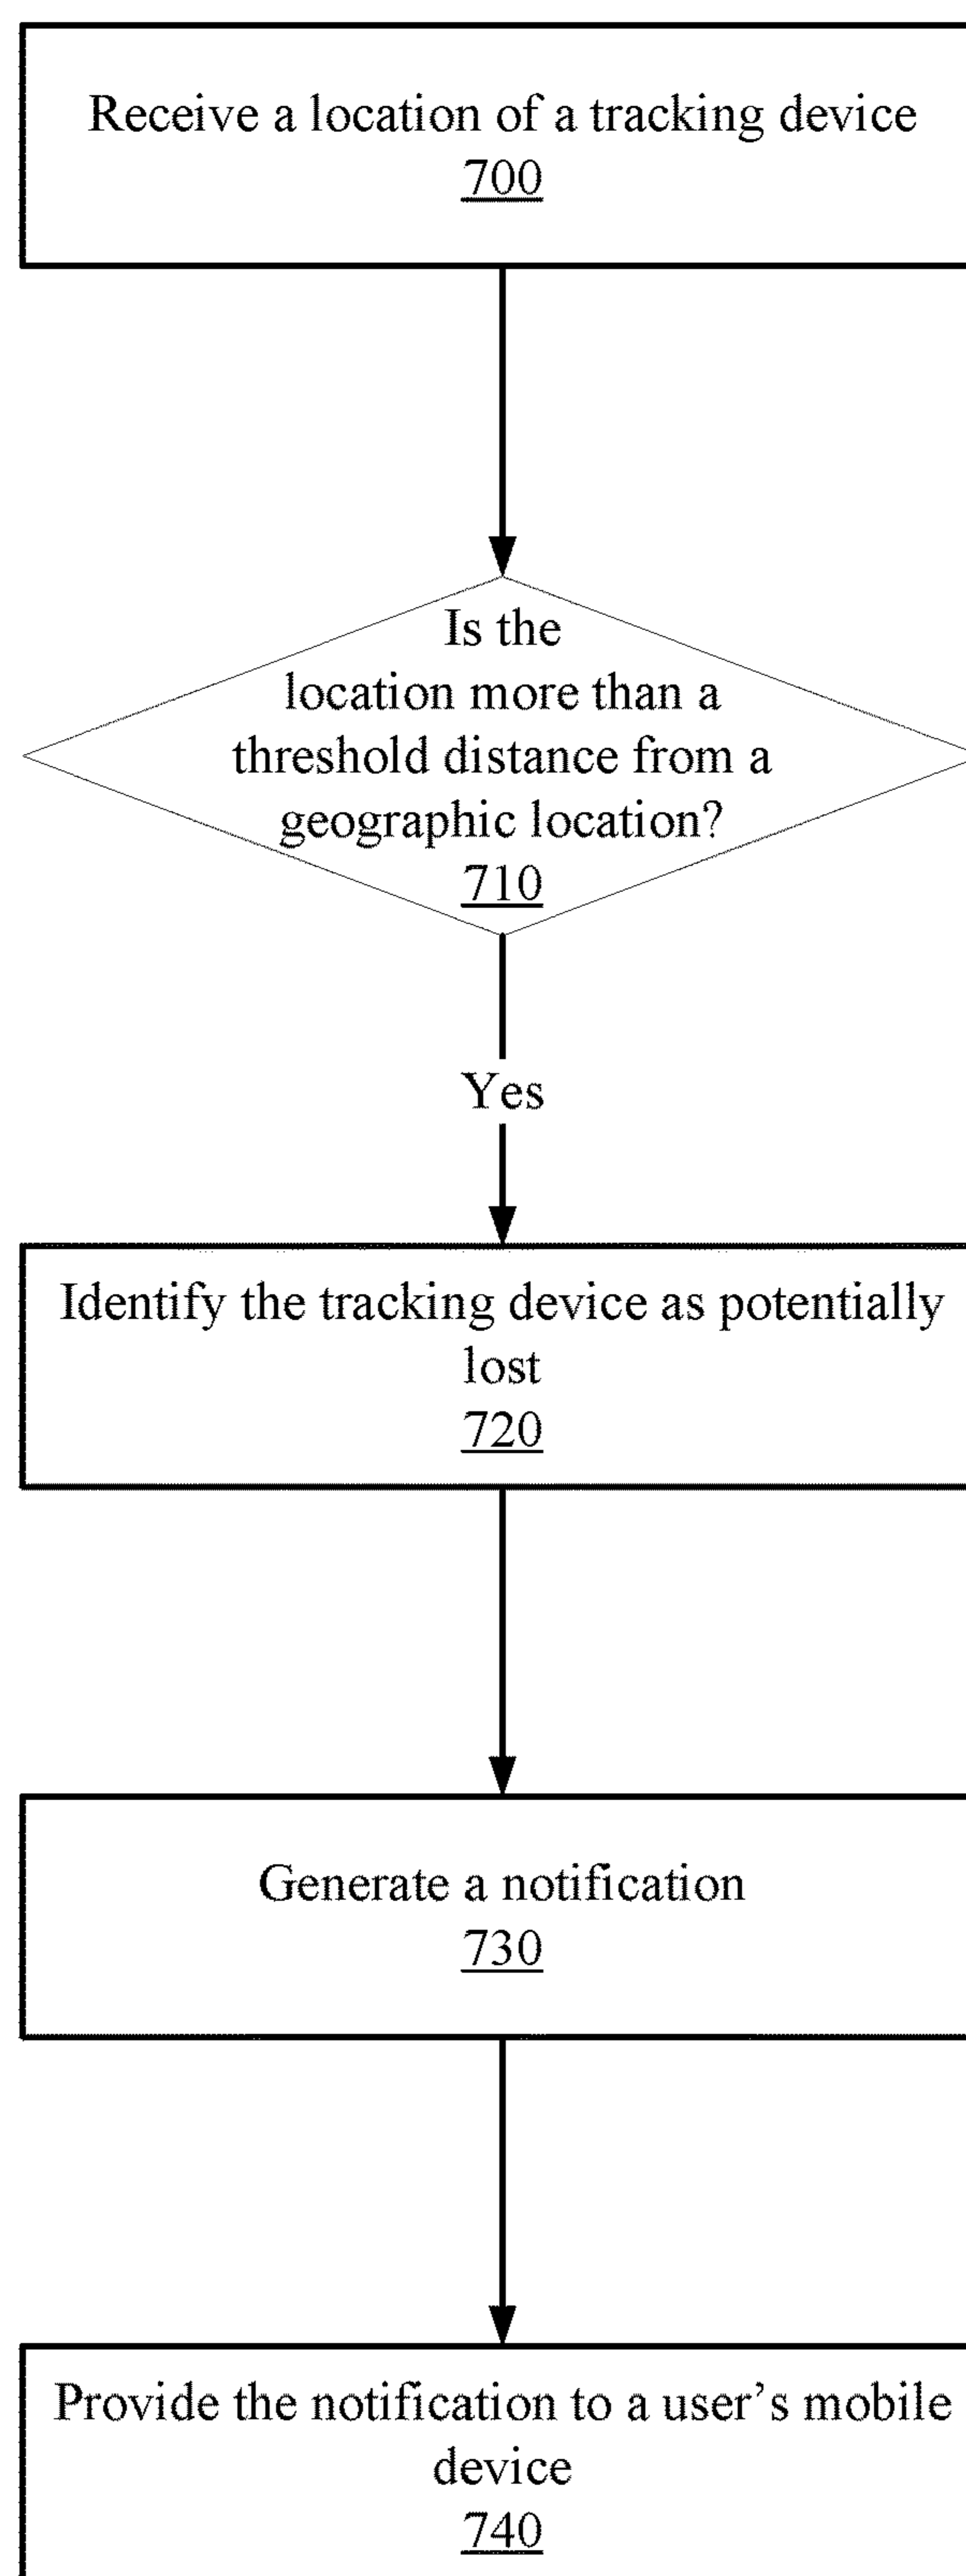 Receive a location of a tracking device
700
Is the
location more than a
threshold distance from a
geographic location?
710
Yes
Identify the tracking device as potentially
lost
720
Generate a notification
730
Provide the notification to a user’s mobile
device
740